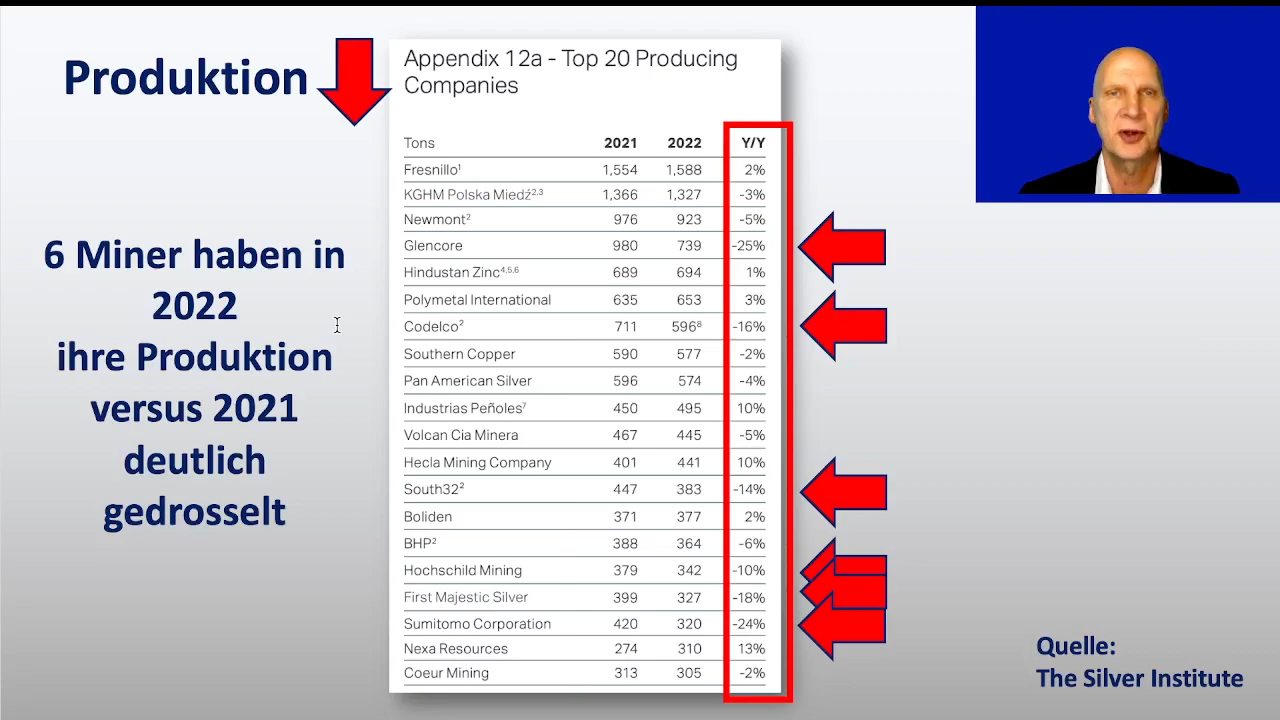 Produktion
6 Miner haben in
2022
ihre Produktion
versus 2021
deutlich
gedrosselt
Appendix 12a - Top 20 Producing
Companies
Tons 2021 2022 Y/Y
Fresnillo¹ 1,554 1,588 2%
KGHM Polska Miedź²,³ 1,366 1,327 -3%
Newmont² 976 923 -5%
Glencore 980 739 -25%
Hindustan Zinc⁴,⁵,⁶ 689 694 1%
Polymetal International 635 653 3%
Codelco² 711 596⁸ -16%
Southern Copper 590 577 -2%
Pan American Silver 596 574 -4%
Industrias Peñoles⁷ 450 495 10%
Volcan Cia Minera 467 445 -5%
Hecla Mining Company 401 441 10%
South32² 447 383 -14%
Boliden 371 377 2%
BHP² 388 364 -6%
Hochschild Mining 379 342 -10%
First Majestic Silver 399 327 -18%
Sumitomo Corporation 420 320 -24%
Nexa Resources 274 310 13%
Coeur Mining 313 305 -2%
Quelle:
The Silver Institute